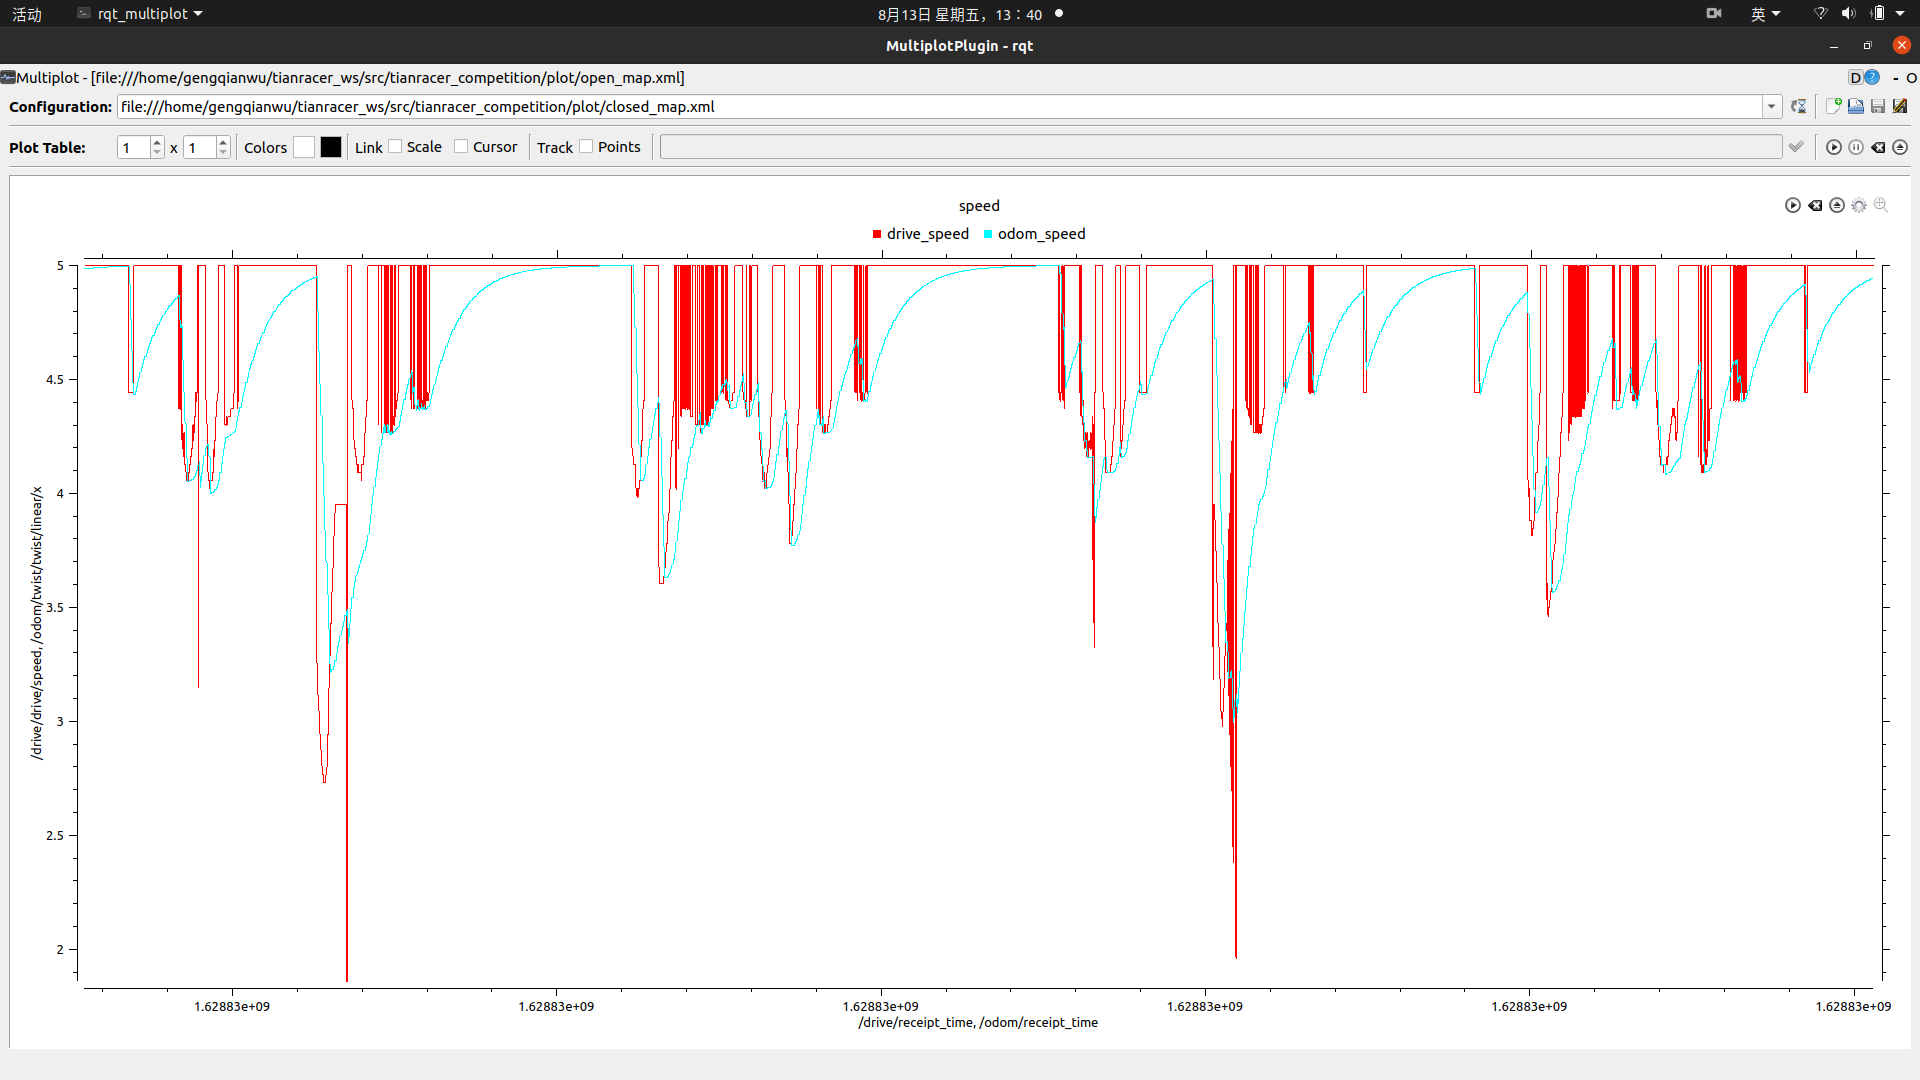 活动 rqt_multiplot 8月13日 星期五，13：40 英
MultiplotPlugin - rqt
Multiplot - [file:///home/gengqianwu/tianracer_ws/src/tianracer_competition/plot/open_map.xml] D ? - O
Configuration: file:///home/gengqianwu/tianracer_ws/src/tianracer_competition/plot/closed_map.xml
Plot Table: 1 x 1 Colors Link Scale Cursor Track Points
speed
drive_speed odom_speed
5
4.5
4
3.5
3
2.5
2
/drive/drive/speed, /odom/twist/twist/linear/x
1.62883e+09 1.62883e+09 1.62883e+09 1.62883e+09 1.62883e+09 1.62883e+09
/drive/receipt_time, /odom/receipt_time